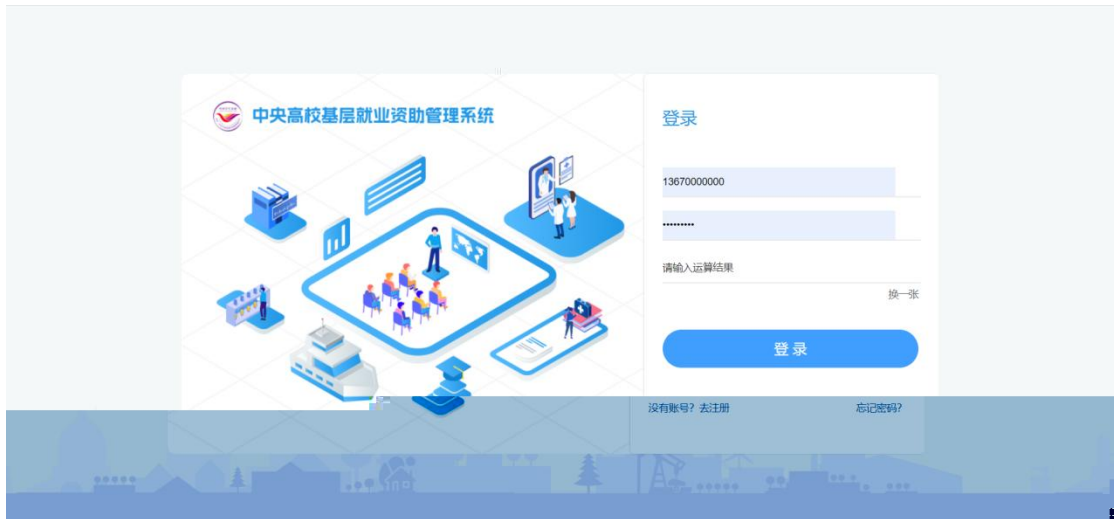 中央高校基层就业资助管理系统
登录
13670000000
•••••••••
请输入运算结果
换一张
登录
没有账号？去注册
忘记密码？